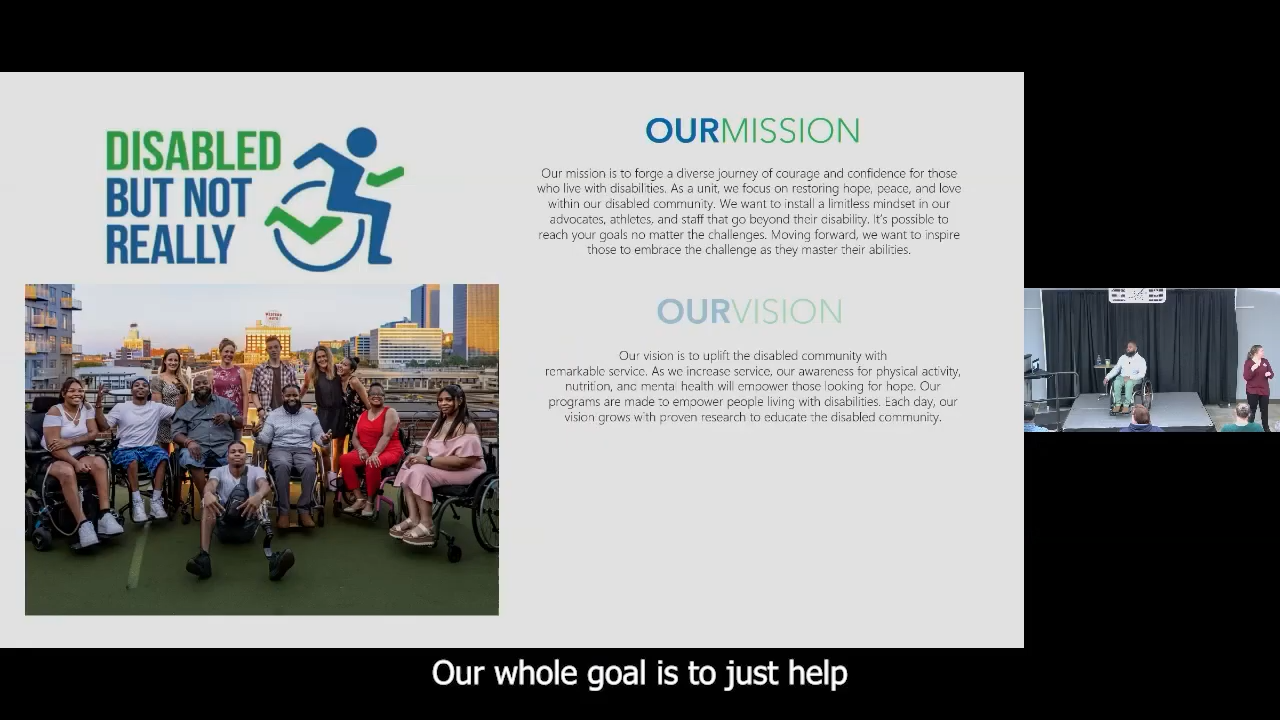 DISABLED
BUT NOT
REALLY
OURMISSION
Our mission is to forge a diverse journey of courage and confidence for those
who live with disabilities. As a unit, we focus on restoring hope, peace, and love
within our disabled community. We want to install a limitless mindset in our
advocates, athletes, and staff that go beyond their disability. It's possible to
reach your goals no matter the challenges. Moving forward, we want to inspire
those to embrace the challenge as they master their abilities.
OURVISION
Our vision is to uplift the disabled community with
remarkable service. As we increase service, our awareness for physical activity,
nutrition, and mental health will empower those looking for hope. Our
programs are made to empower people living with disabilities. Each day, our
vision grows with proven research to educate the disabled community.
Our whole goal is to just help